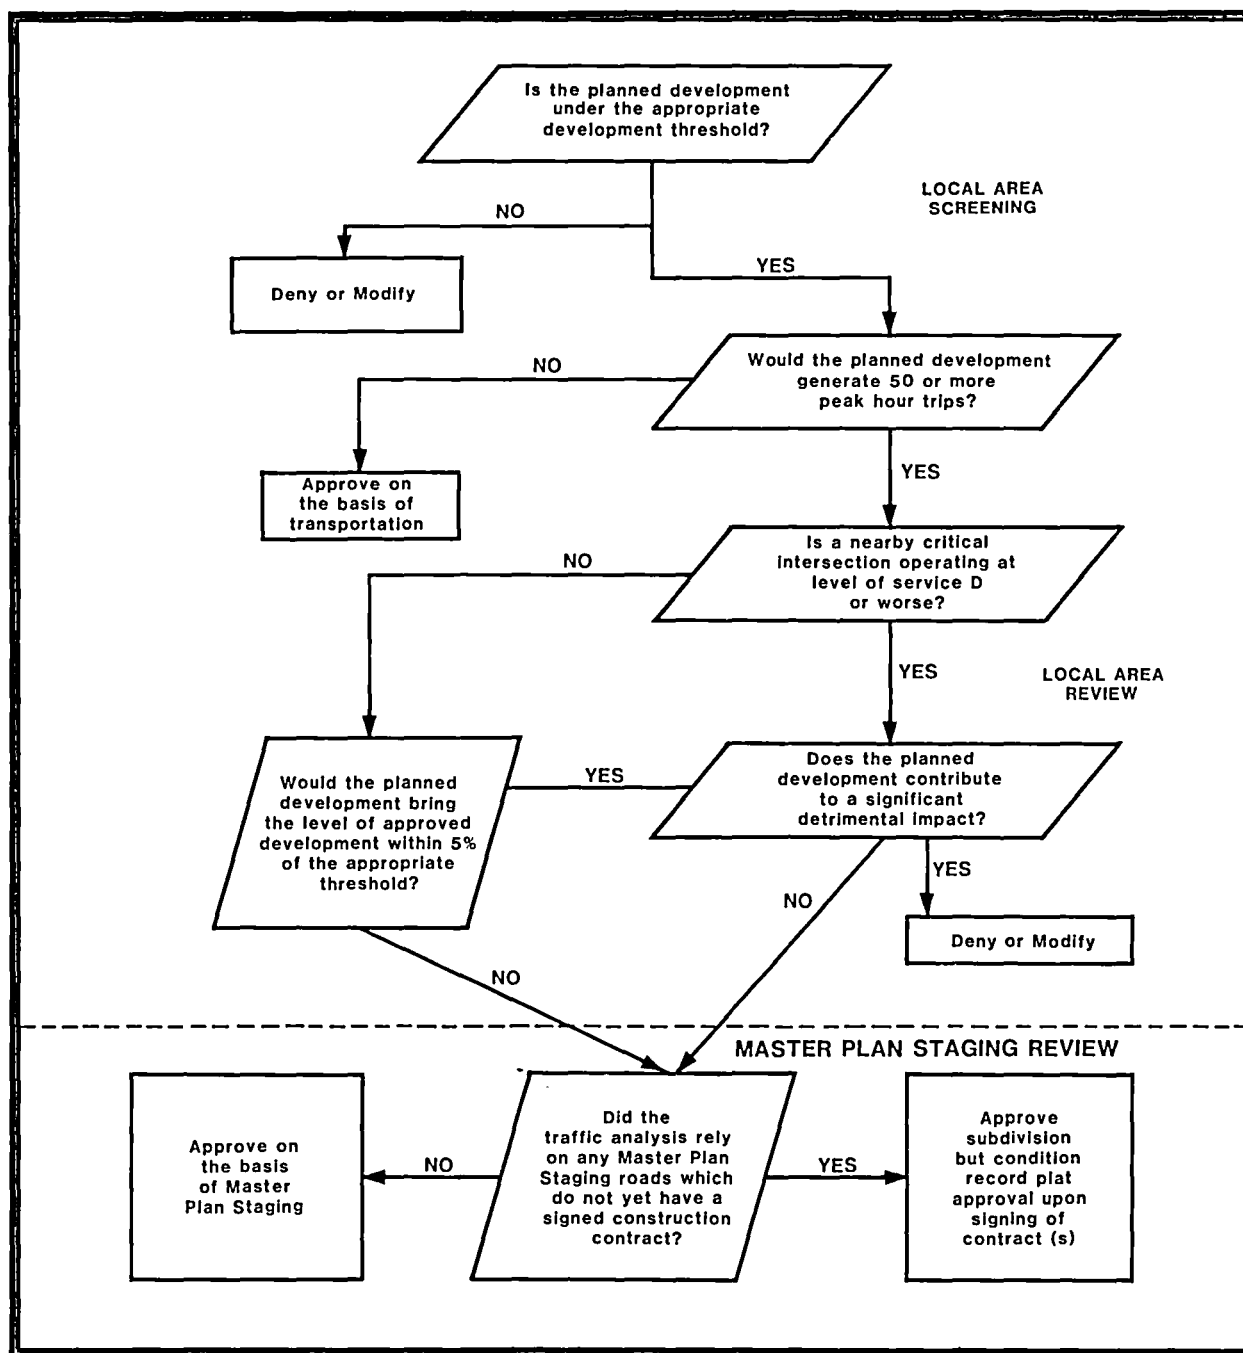 Is the planned development
under the appropriate
development threshold?
LOCAL AREA
SCREENING
NO
YES
Deny or Modify
Would the planned development
generate 50 or more
peak hour trips?
NO
YES
Approve on
the basis of
transportation
Is a nearby critical
intersection operating at
level of service D
or worse?
NO
YES
LOCAL AREA
REVIEW
Would the planned
development bring
the level of approved
development within 5%
of the appropriate
threshold?
YES
Does the planned
development contribute
to a significant
detrimental impact?
YES
NO
Deny or Modify
NO
MASTER PLAN STAGING REVIEW
Approve on
the basis
of Master
Plan Staging
NO
Did the
traffic analysis rely
on any Master Plan
Staging roads which
do not yet have a
signed construction
contract?
YES
Approve
subdivision
but condition
record plat
approval upon
signing of
contract (s)